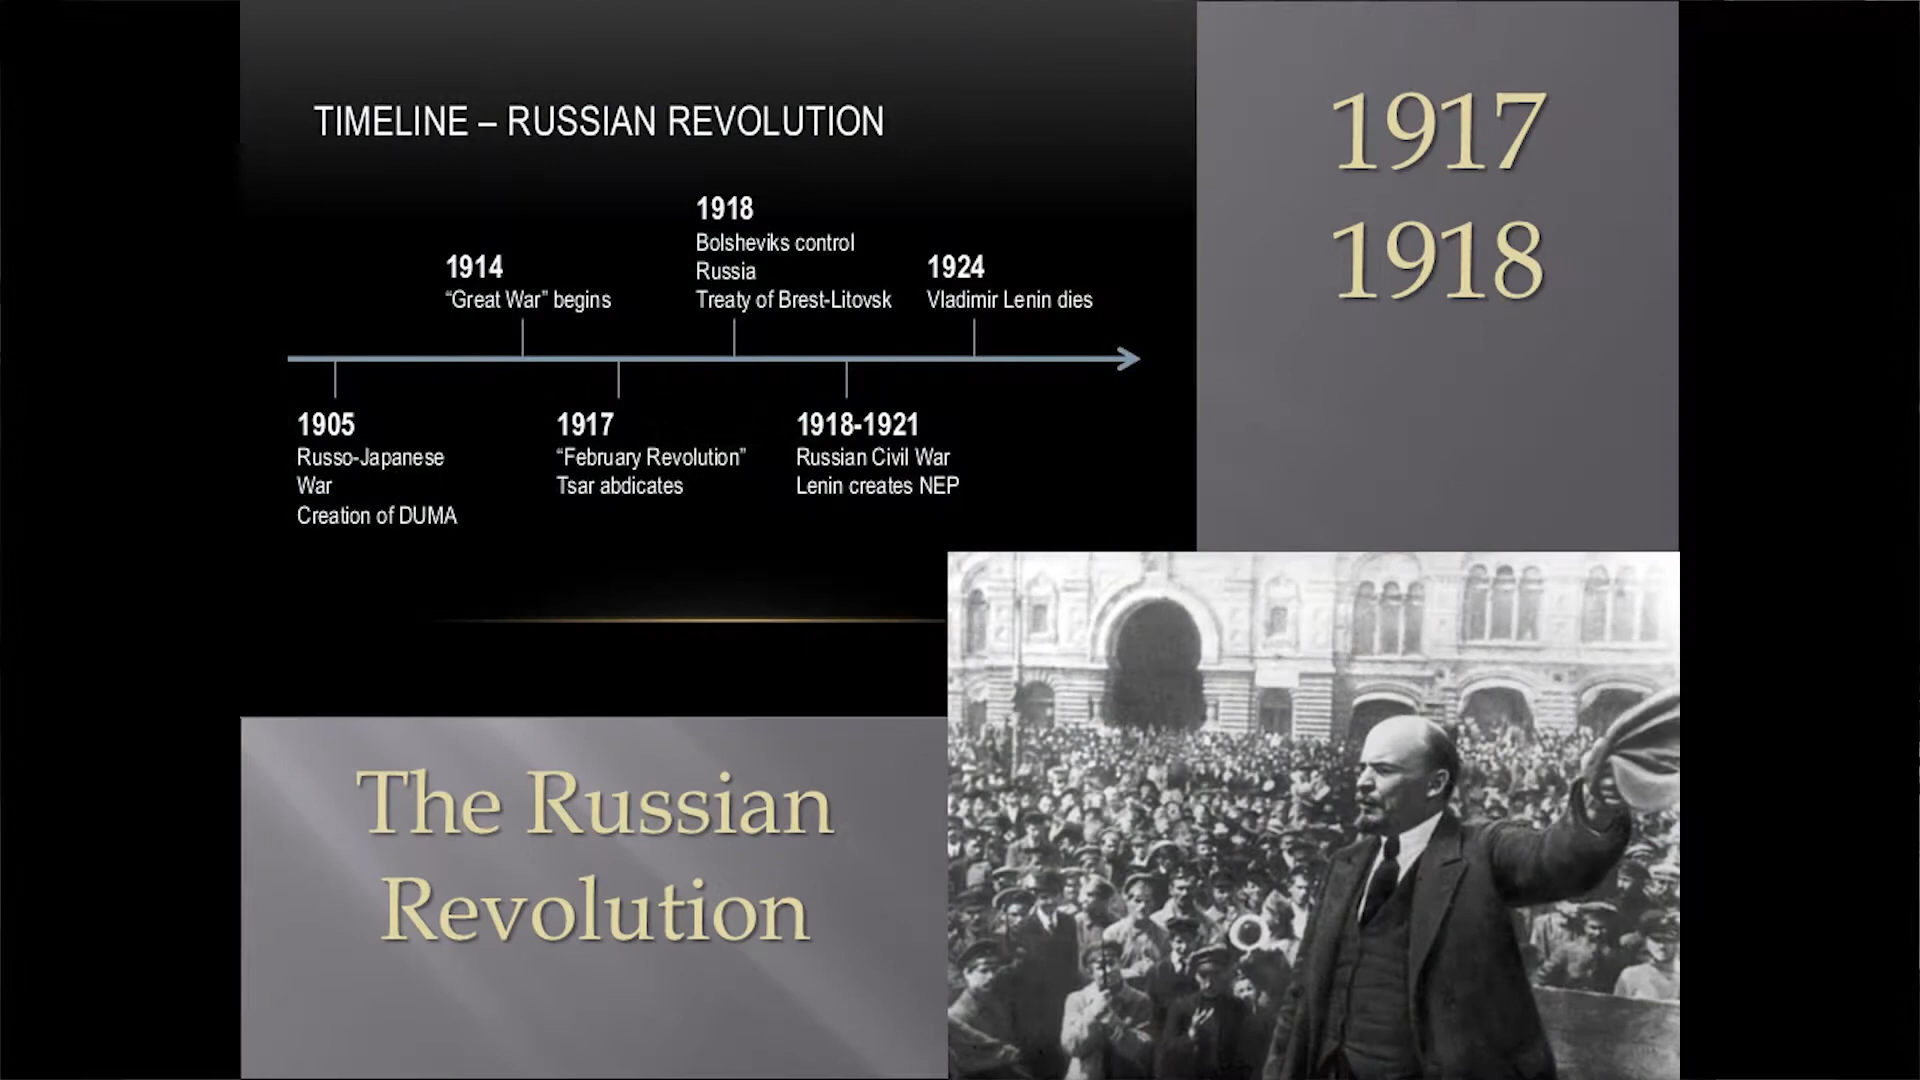 TIMELINE – RUSSIAN REVOLUTION
1914
“Great War” begins
1918
Bolsheviks control
Russia
Treaty of Brest-Litovsk
1924
Vladimir Lenin dies
1905
Russo-Japanese
War
Creation of DUMA
1917
“February Revolution”
Tsar abdicates
1918-1921
Russian Civil War
Lenin creates NEP
1917
1918
The Russian
Revolution